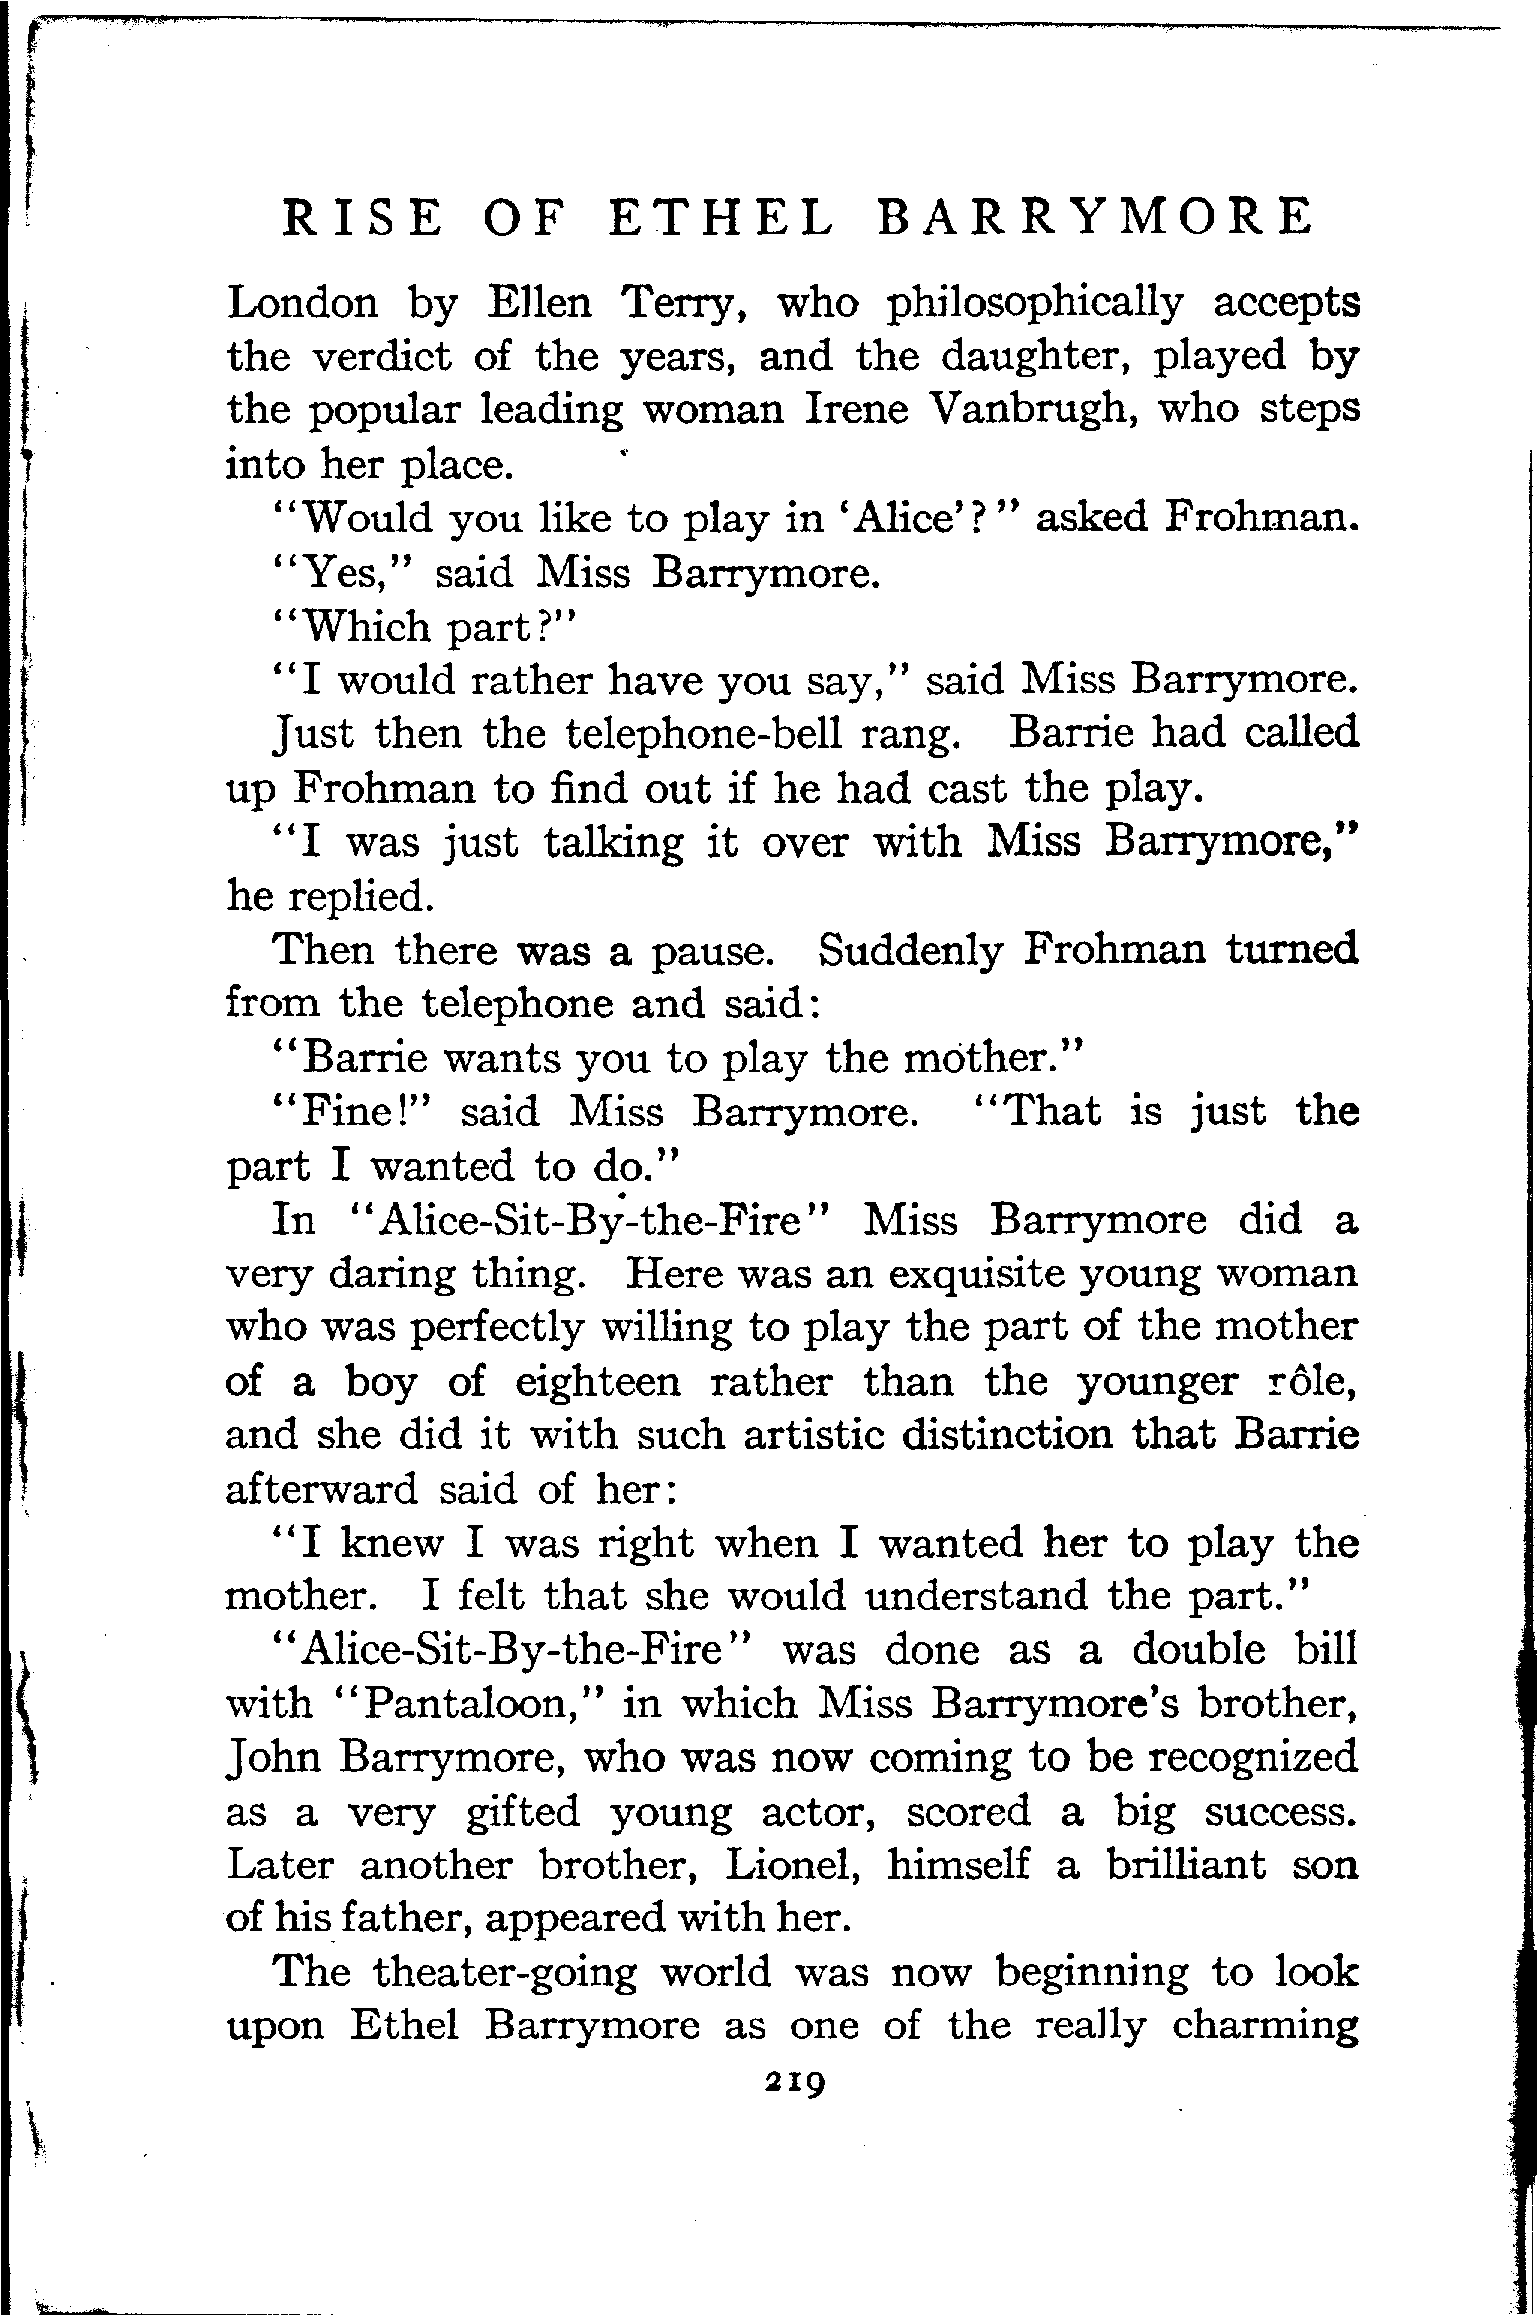 RISE OF ETHEL BARRYMORE
London by Ellen Terry, who philosophically accepts
the verdict of the years, and the daughter, played by
the popular leading woman Irene Vanbrugh, who steps
into her place.
"Would you like to play in 'Alice'?" asked Frohman.
"Yes," said Miss Barrymore.
"Which part?"
"I would rather have you say," said Miss Barrymore.
Just then the telephone-bell rang. Barrie had called
up Frohman to find out if he had cast the play.
"I was just talking it over with Miss Barrymore,"
he replied.
Then there was a pause. Suddenly Frohman turned
from the telephone and said:
"Barrie wants you to play the mother."
"Fine!" said Miss Barrymore. "That is just the
part I wanted to do."
In "Alice-Sit-By-the-Fire" Miss Barrymore did a
very daring thing. Here was an exquisite young woman
who was perfectly willing to play the part of the mother
of a boy of eighteen rather than the younger rôle,
and she did it with such artistic distinction that Barrie
afterward said of her:
"I knew I was right when I wanted her to play the
mother. I felt that she would understand the part."
"Alice-Sit-By-the-Fire" was done as a double bill
with "Pantaloon," in which Miss Barrymore's brother,
John Barrymore, who was now coming to be recognized
as a very gifted young actor, scored a big success.
Later another brother, Lionel, himself a brilliant son
of his father, appeared with her.
The theater-going world was now beginning to look
upon Ethel Barrymore as one of the really charming
219